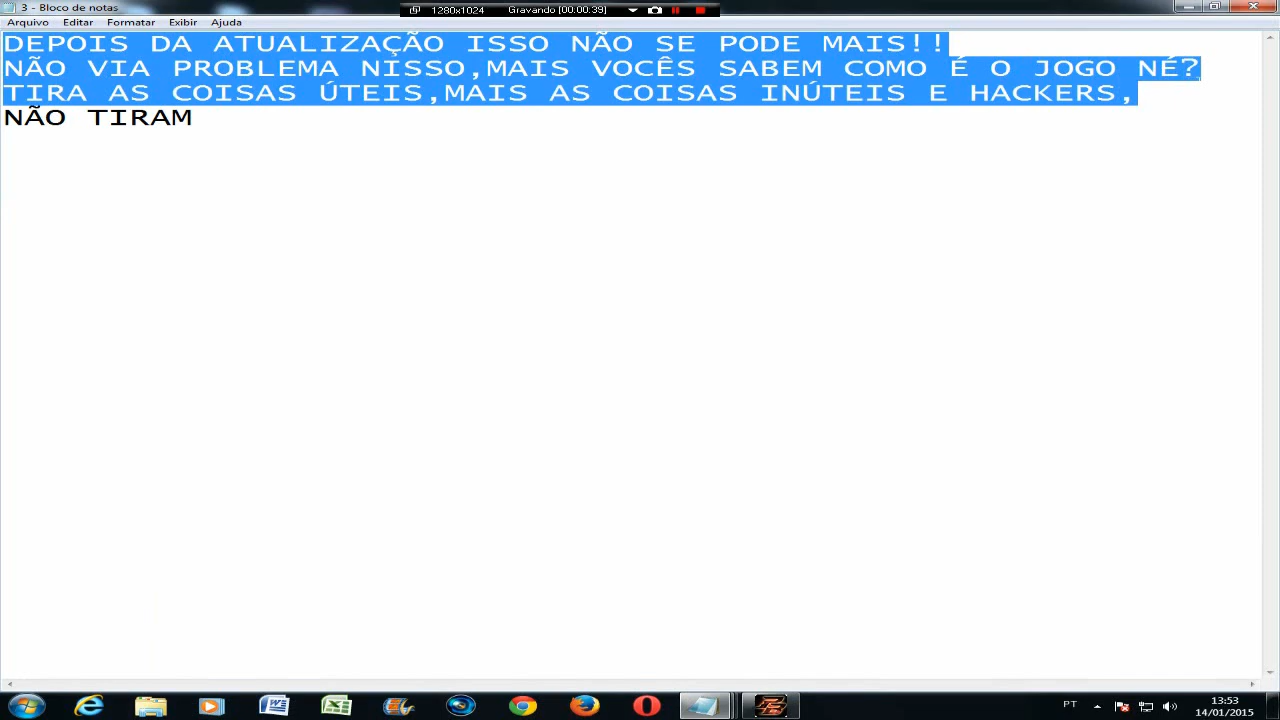 3 - Bloco de notas
1280x1024 Gravando [00:00:39]
Arquivo Editar Formatar Exibir Ajuda
DEPOIS DA ATUALIZAÇÃO ISSO NÃO SE PODE MAIS!!
NÃO VIA PROBLEMA NISSO,MAIS VOCÊS SABEM COMO É O JOGO NÉ?
TIRA AS COISAS ÚTEIS,MAIS AS COISAS INÚTEIS E HACKERS,
NÃO TIRAM
PT
13:53
14/01/2015